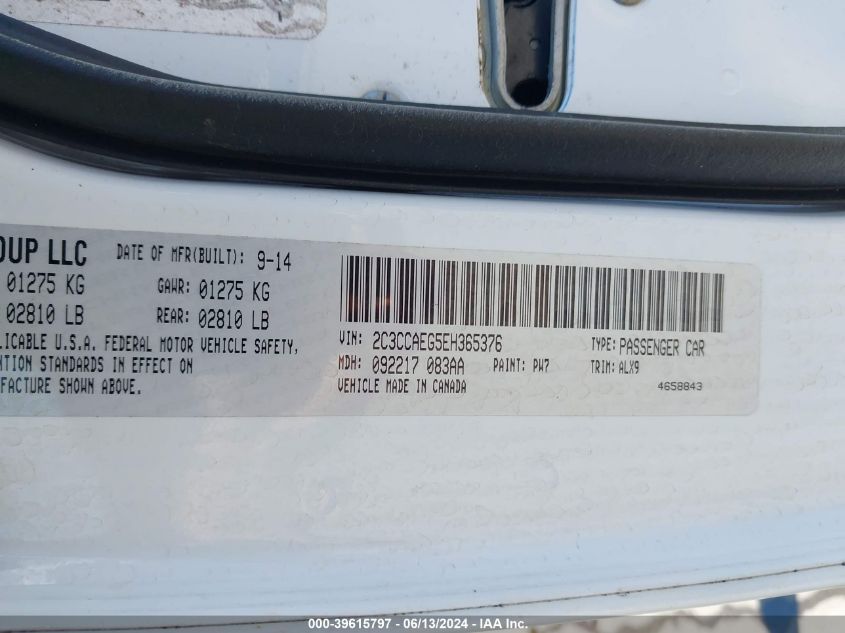 OUP LLC DATE OF MFR(BUILT): 9-14
01275 KG GAWR: 01275 KG
02810 LB REAR: 02810 LB
LICABLE U.S.A. FEDERAL MOTOR VEHICLE SAFETY,
NTION STANDARDS IN EFFECT ON
FACTURE SHOWN ABOVE.
VIN: 2C3CCAEG5EH365376 TYPE: PASSENGER CAR
MDH: 092217 083AA PAINT: PW7 TRIM: ALX9
VEHICLE MADE IN CANADA 4658843
000-39615797 - 06/13/2024 - IAA Inc.